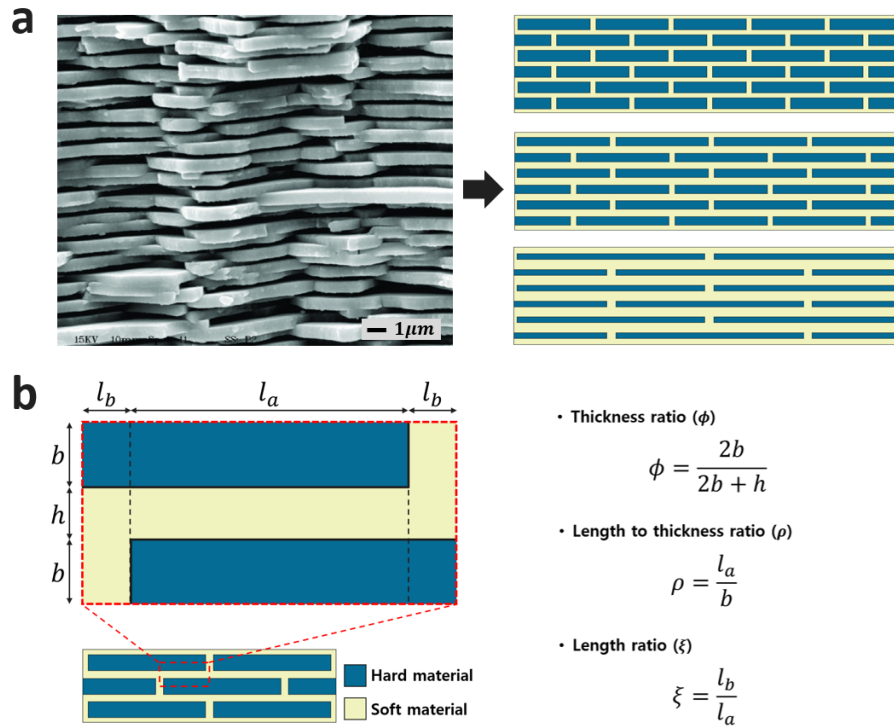 a
1μm
15KV
b
l_b l_a l_b
b
h
b
Hard material
Soft material
• Thickness ratio (ϕ)
ϕ = 2b / (2b + h)
• Length to thickness ratio (ρ)
ρ = l_a / b
• Length ratio (ξ)
ξ = l_b / l_a